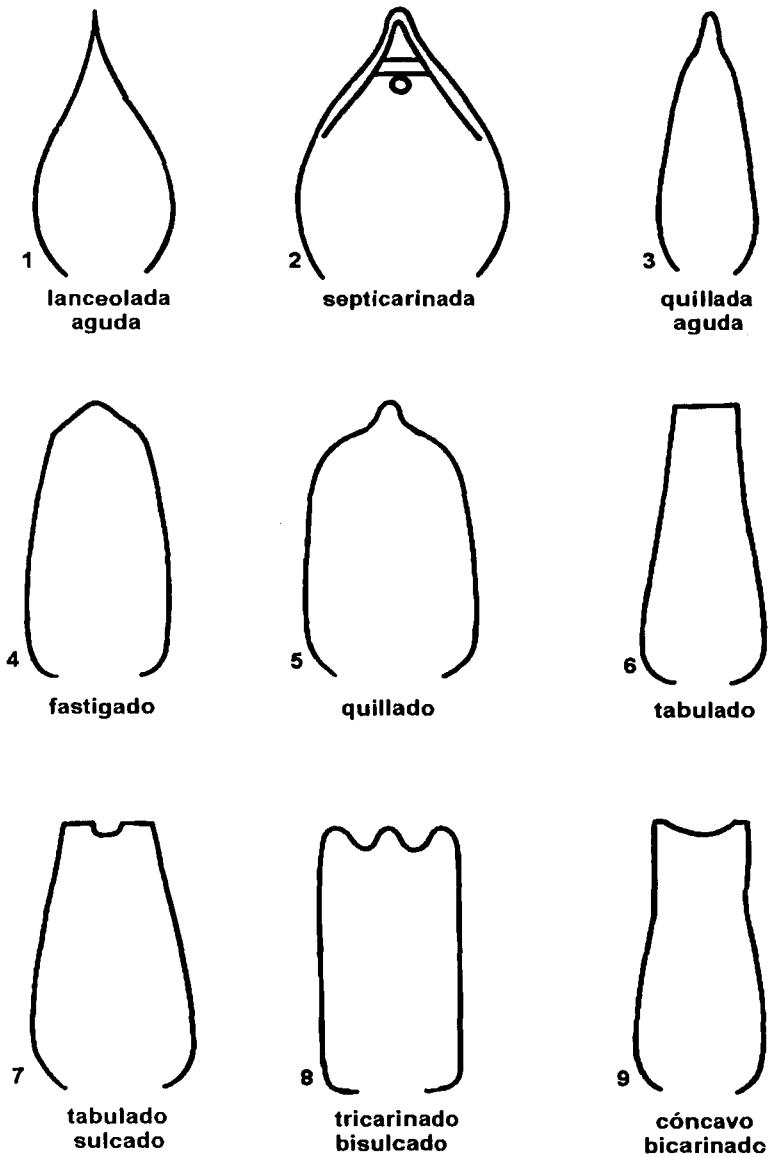 1
lanceolada
aguda
2
septicarinada
3
quillada
aguda
4
fastigado
5
quillado
6
tabulado
7
tabulado
sulcado
8
tricarinado
bisulcado
9
cóncavo
bicarinado